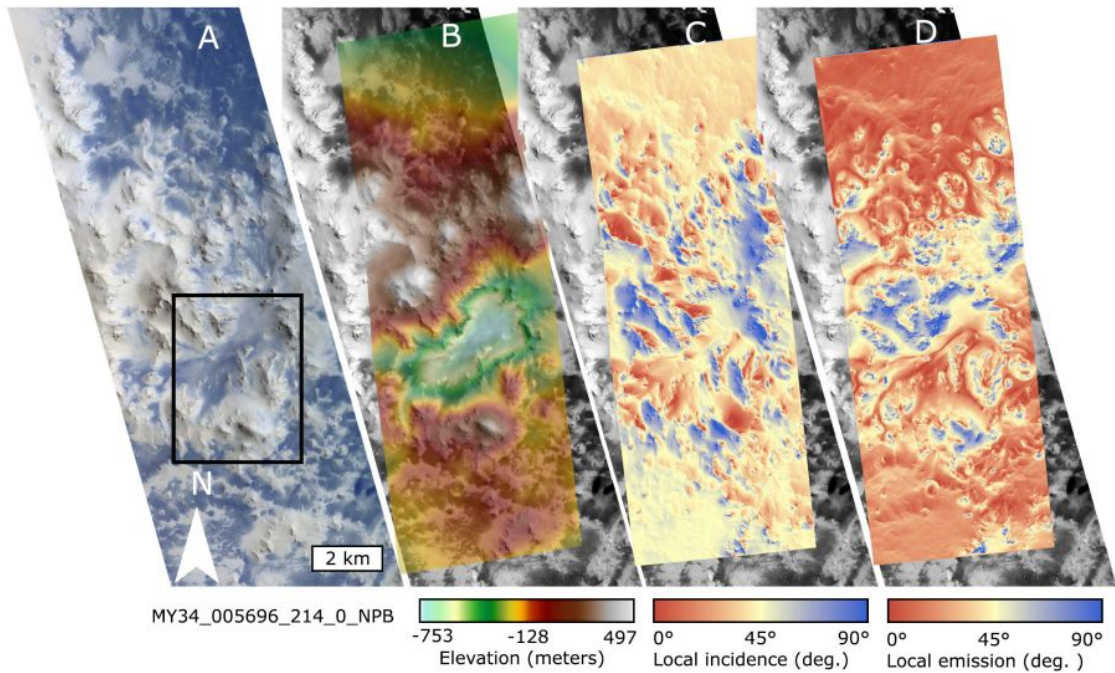 A
B
C
D
N
2 km
MY34_005696_214_0_NPB
-753 -128 497
Elevation (meters)
0° 45° 90°
Local incidence (deg.)
0° 45° 90°
Local emission (deg. )